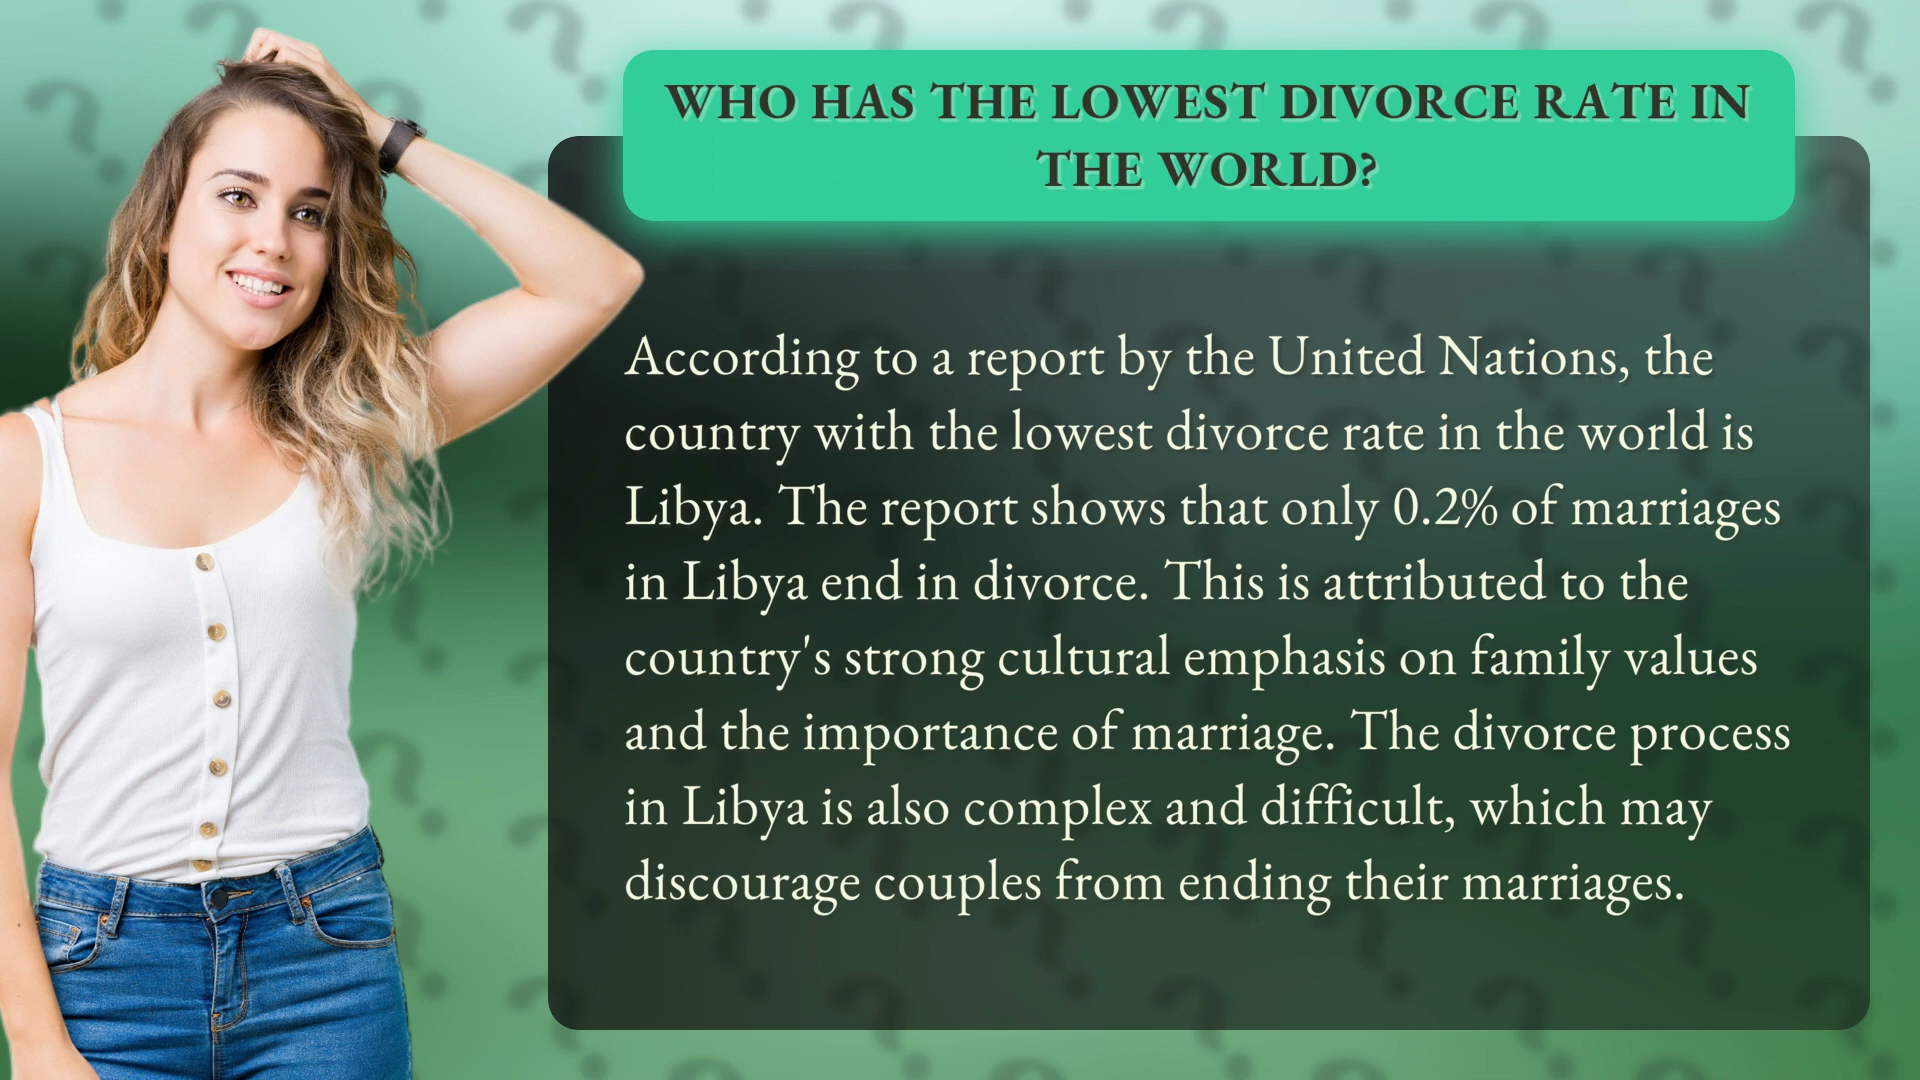 WHO HAS THE LOWEST DIVORCE RATE IN
THE WORLD?
According to a report by the United Nations, the
country with the lowest divorce rate in the world is
Libya. The report shows that only 0.2% of marriages
in Libya end in divorce. This is attributed to the
country's strong cultural emphasis on family values
and the importance of marriage. The divorce process
in Libya is also complex and difficult, which may
discourage couples from ending their marriages.